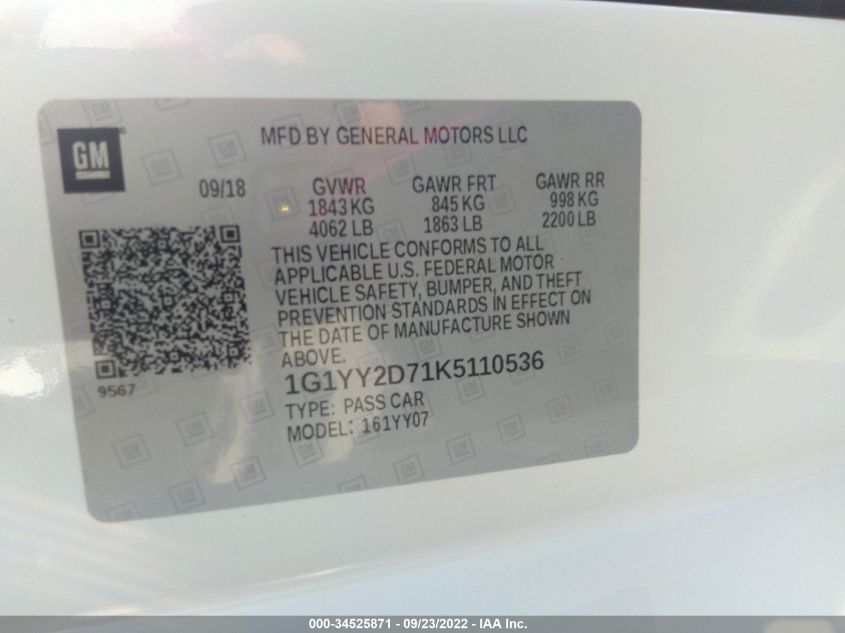 GM
MFD BY GENERAL MOTORS LLC
09/18
GVWR
GAWR FRT
GAWR RR
1843 KG
845 KG
998 KG
4062 LB
1863 LB
2200 LB
THIS VEHICLE CONFORMS TO ALL
APPLICABLE U.S. FEDERAL MOTOR
VEHICLE SAFETY, BUMPER, AND THEFT
PREVENTION STANDARDS IN EFFECT ON
THE DATE OF MANUFACTURE SHOWN
ABOVE.
9567
1G1YY2D71K5110536
TYPE: PASS CAR
MODEL: 161YY07
000-34525871 - 09/23/2022 - IAA Inc.